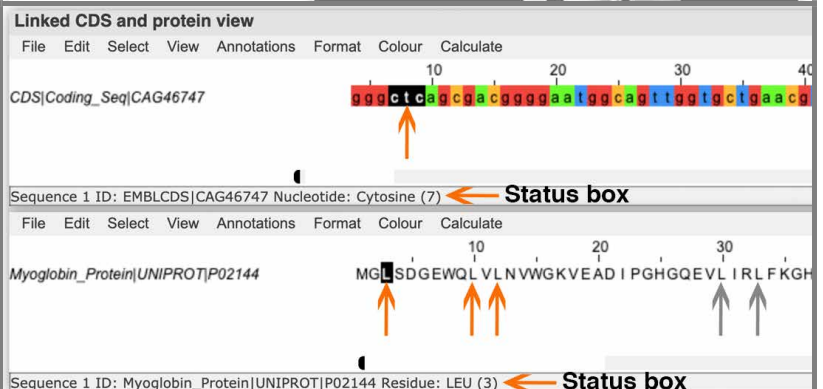 Linked CDS and protein view
File Edit Select View Annotations Format Colour Calculate
10 20 30 40
CDS|Coding_Seq|CAG46747 gggctcagcgacggggaatggcagttggtgctgaacg
Sequence 1 ID: EMBLCDS|CAG46747 Nucleotide: Cytosine (7) Status box
File Edit Select View Annotations Format Colour Calculate
10 20 30
Myoglobin_Protein|UNIPROT|P02144 MGLSDGEWQLVLNVWGKVEADIPGHGQEVLIRLFKGH
Sequence 1 ID: Myoglobin_Protein|UNIPROT|P02144 Residue: LEU (3) Status box